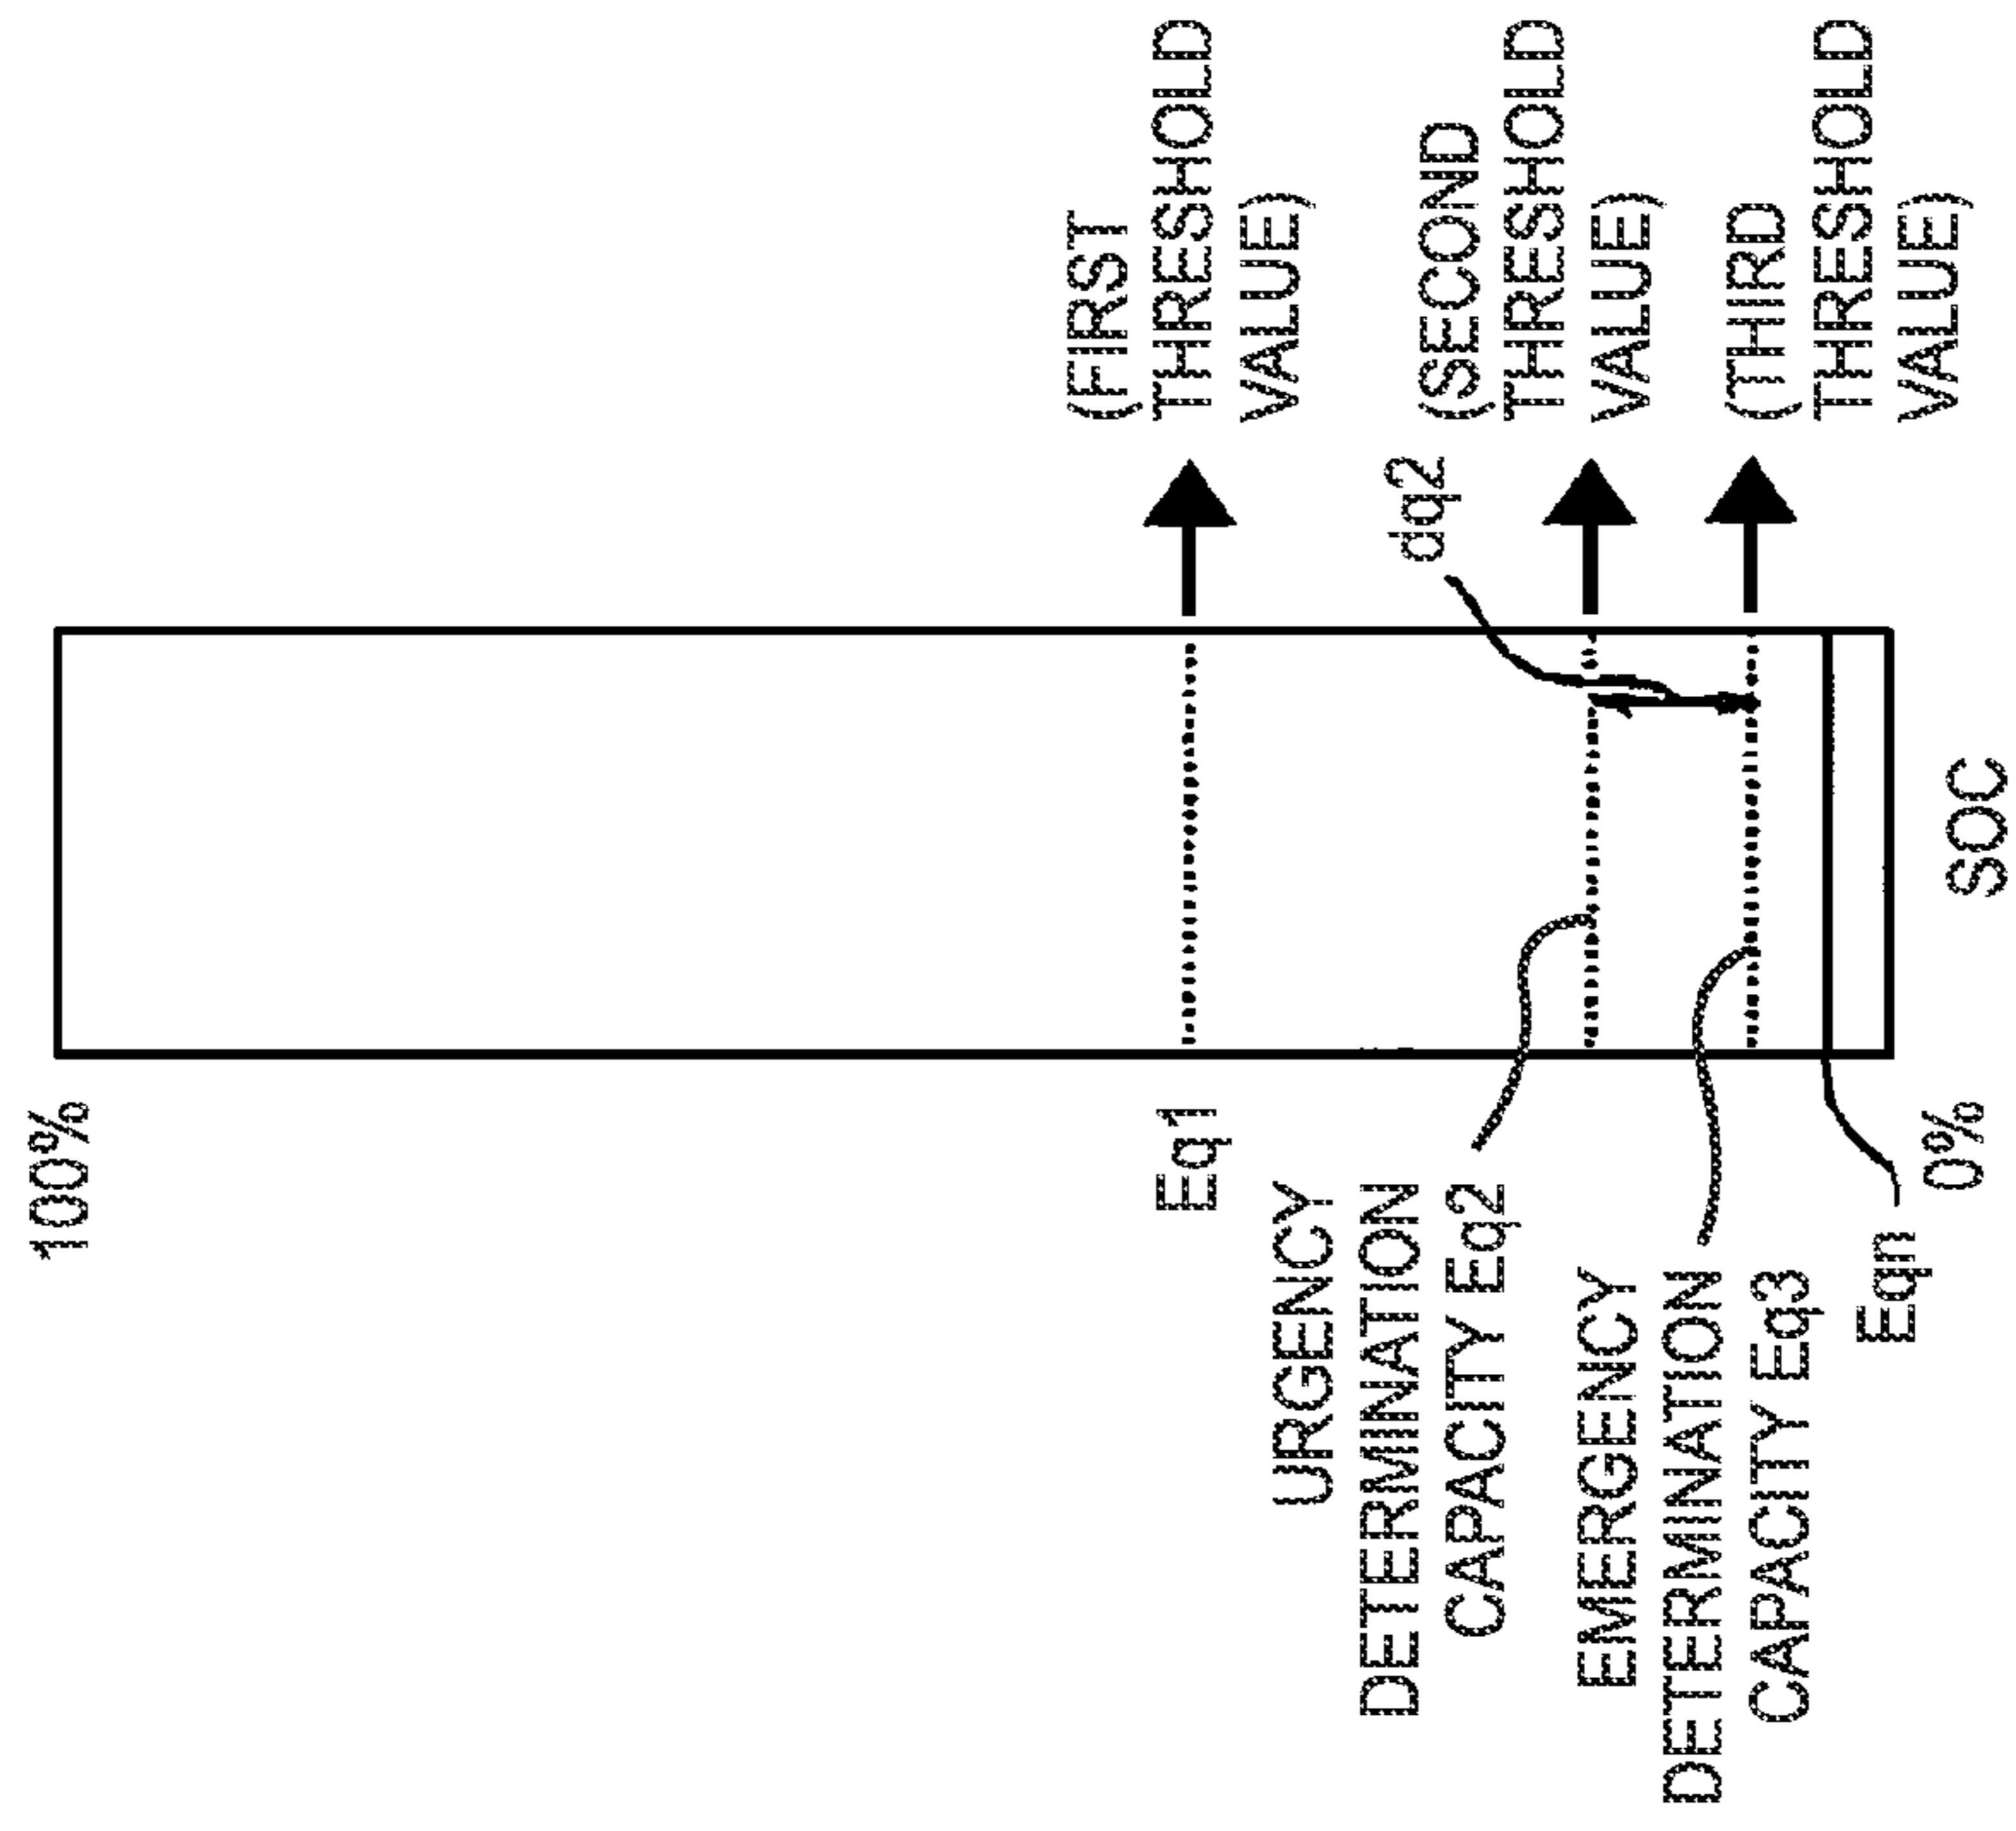 100%
Eq1
(FIRST
THRESHOLD
VALUE)
dq2
URGENCY
DETERMINATION
CAPACITY Eq2
(SECOND
THRESHOLD
VALUE)
EMERGENCY
DETERMINATION
CAPACITY Eq3
(THIRD
THRESHOLD
VALUE)
Eqn
0%
SOC